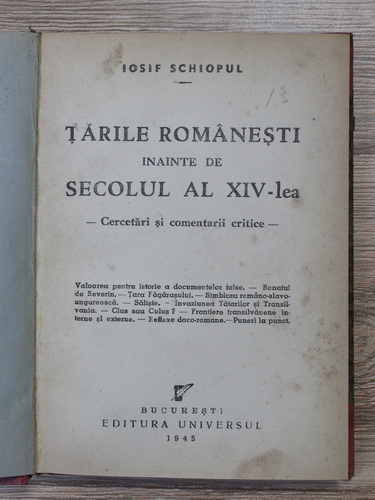 IOSIF SCHIOPUL
ȚĂRILE ROMÂNEȘTI
INAINTE DE
SECOLUL AL XIV-lea
— Cercetări și comentarii critice —
Valoarea pentru istorie a documentelor false. — Banatul
de Severin. — Țara Făgărașului. — Simbioza româno-slavo-
ungurească. — Săliște. — Invaziunea Tătarilor și Transil-
vania. — Clus sau Culus? — Frontiere transilvănene in-
terne și externe. — Reflexe daco-romane. — Puneri la punct.
BUCUREȘTI
EDITURA UNIVERSUL
1945